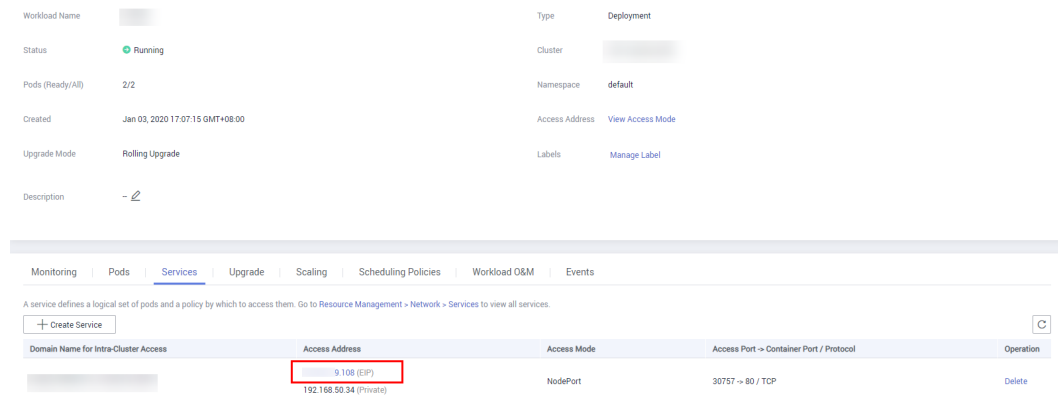 Workload Name
Type Deployment
Status Running
Cluster
Pods (Ready/All) 2/2
Namespace default
Created Jan 03, 2020 17:07:15 GMT+08:00
Access Address View Access Mode
Upgrade Mode Rolling Upgrade
Labels Manage Label
Description –
Monitoring Pods Services Upgrade Scaling Scheduling Policies Workload O&M Events
A service defines a logical set of pods and a policy by which to access them. Go to Resource Management > Network > Services to view all services.
+ Create Service
Domain Name for Intra-Cluster Access Access Address Access Mode Access Port -> Container Port / Protocol Operation
9.108 (EIP)
192.168.50.34 (Private)
NodePort 30757 -> 80 / TCP Delete